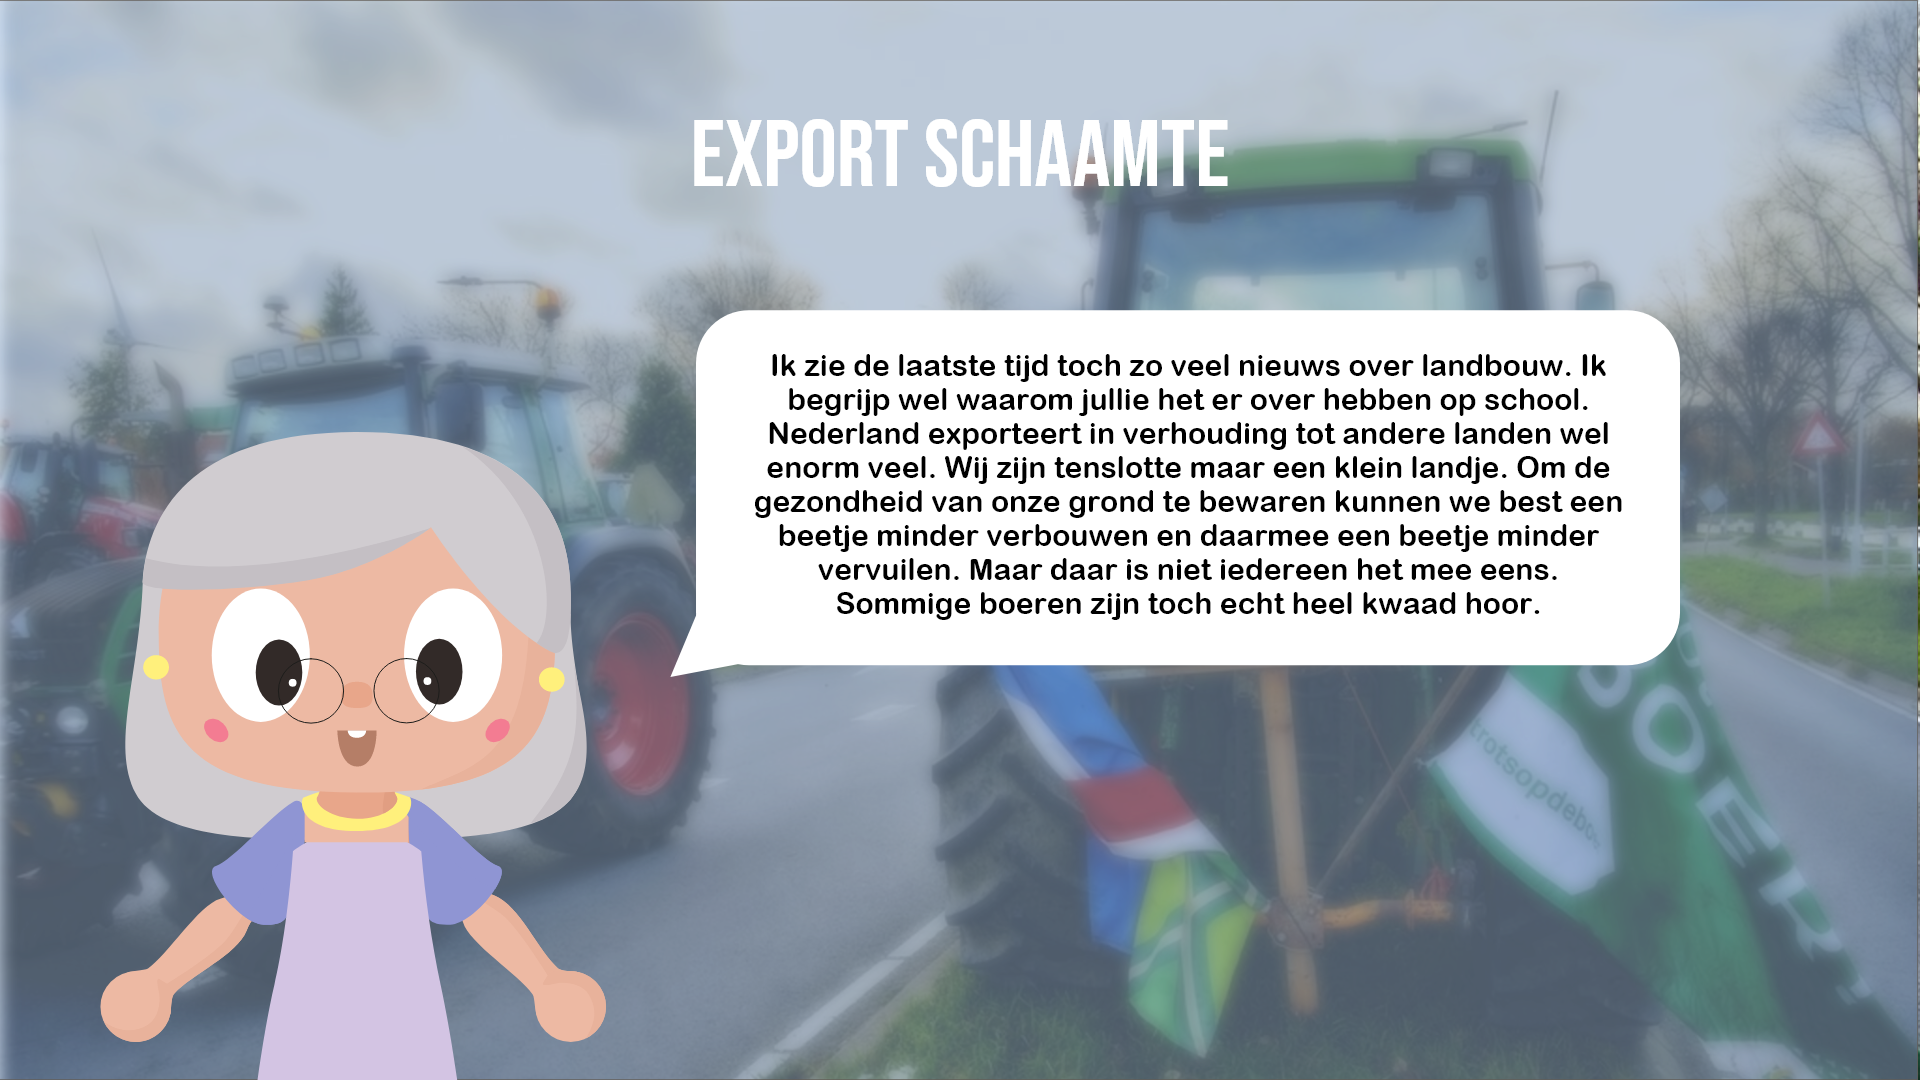 EXPORT SCHAAMTE
Ik zie de laatste tijd toch zo veel nieuws over landbouw. Ik
begrijp wel waarom jullie het er over hebben op school.
Nederland exporteert in verhouding tot andere landen wel
enorm veel. Wij zijn tenslotte maar een klein landje. Om de
gezondheid van onze grond te bewaren kunnen we best een
beetje minder verbouwen en daarmee een beetje minder
vervuilen. Maar daar is niet iedereen het mee eens.
Sommige boeren zijn toch echt heel kwaad hoor.
BOER